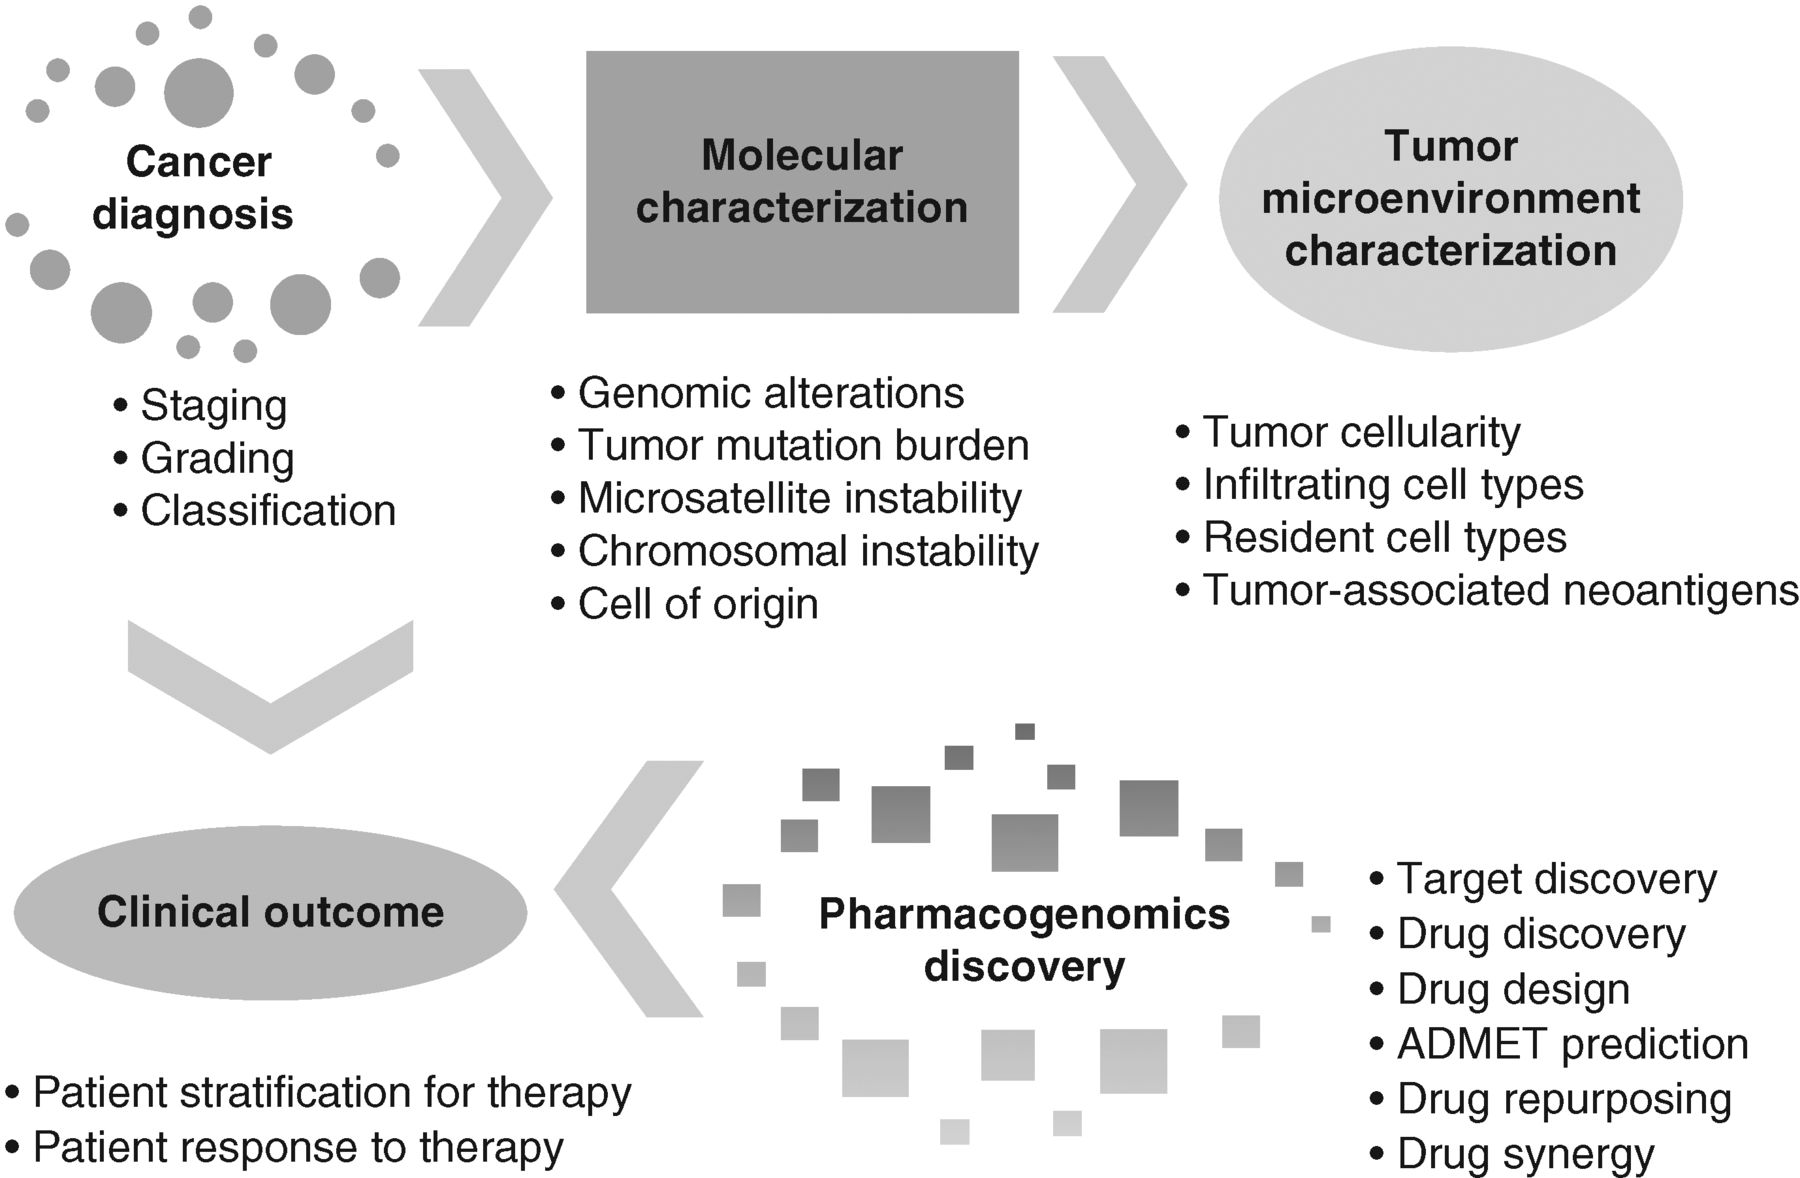 Cancer
diagnosis
• Staging
• Grading
• Classification
Molecular
characterization
• Genomic alterations
• Tumor mutation burden
• Microsatellite instability
• Chromosomal instability
• Cell of origin
Tumor
microenvironment
characterization
• Tumor cellularity
• Infiltrating cell types
• Resident cell types
• Tumor-associated neoantigens
Clinical outcome
• Patient stratification for therapy
• Patient response to therapy
Pharmacogenomics
discovery
• Target discovery
• Drug discovery
• Drug design
• ADMET prediction
• Drug repurposing
• Drug synergy